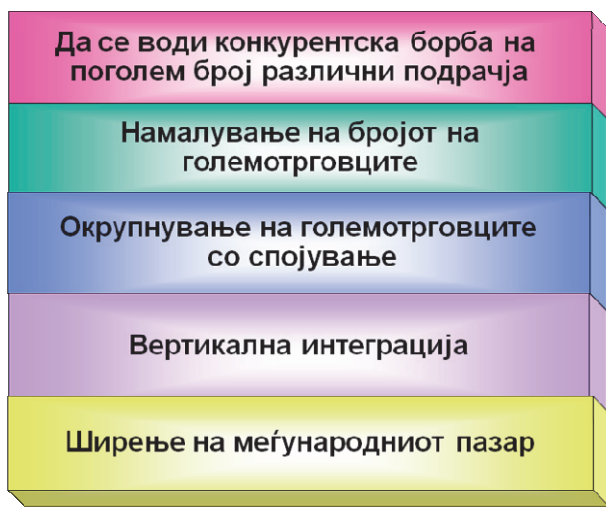 Да се води конкурентска борба на
поголем број различни подрачја
Намалување на бројот на
големотрговците
Окрупнување на големотрговците
со спојување
Вертикална интеграција
Ширење на меѓународниот пазар